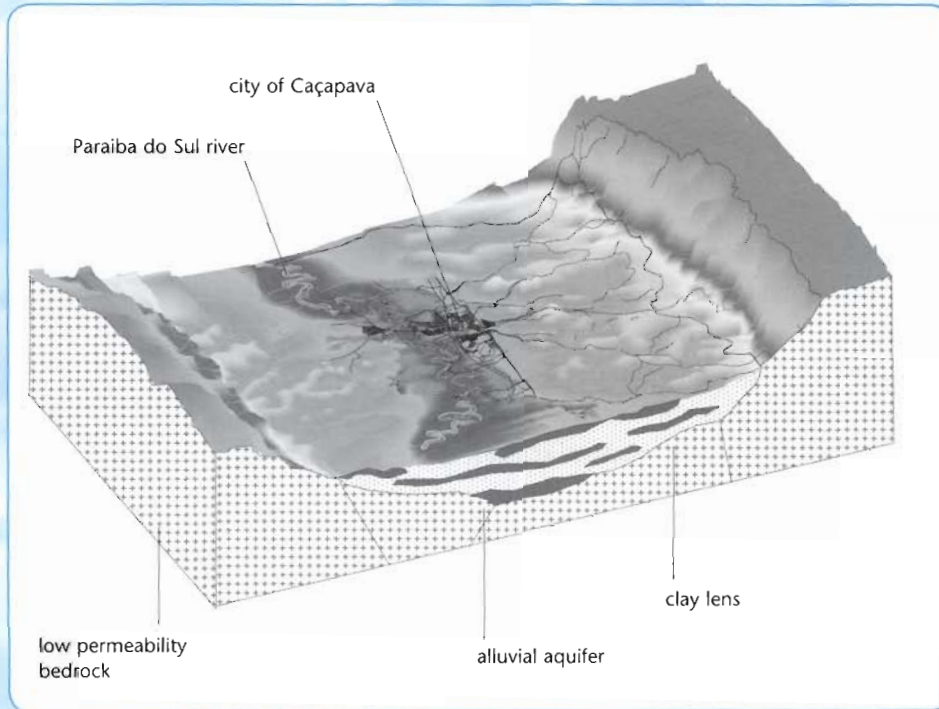 city of Caçapava
Paraiba do Sul river
clay lens
low permeability
bedrock
alluvial aquifer